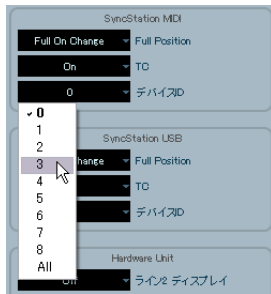 SyncStation MIDI
Full On Change Full Position
On TC
0 デバイスID
✓ 0
1
2
3
4
5
6
7
8
All
SyncStation USB
hange Full Position
TC
デバイスID
Hardware Unit
ライン2 ディスプレイ